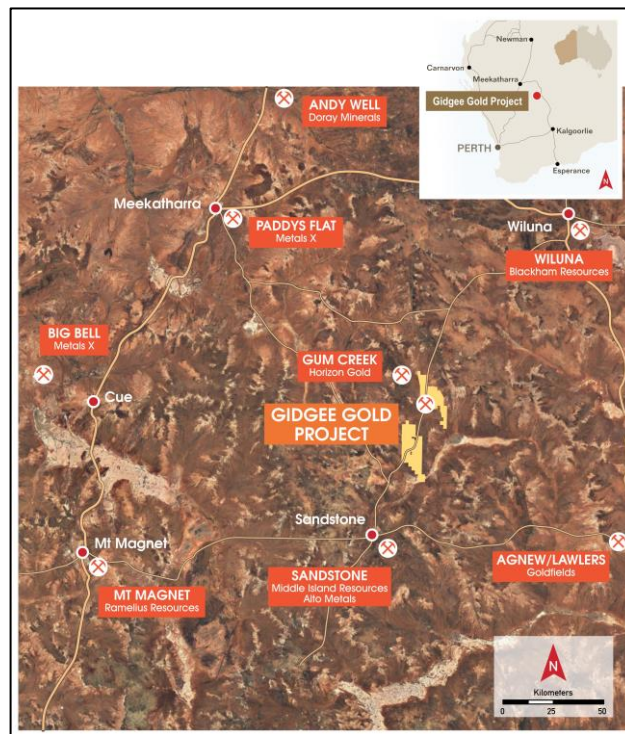 Newman
Carnarvon
Meekatharra
Gidgee Gold Project
Kalgoorlie
PERTH
Esperance
N
ANDY WELL
Doray Minerals
Meekatharra
PADDYS FLAT
Metals X
Wiluna
WILUNA
Blackham Resources
BIG BELL
Metals X
GUM CREEK
Horizon Gold
Cue
GIDGEE GOLD
PROJECT
Sandstone
Mt Magnet
AGNEW/LAWLERS
Goldfields
SANDSTONE
Middle Island Resources
Alto Metals
MT MAGNET
Ramelius Resources
N
Kilometers
0 25 50